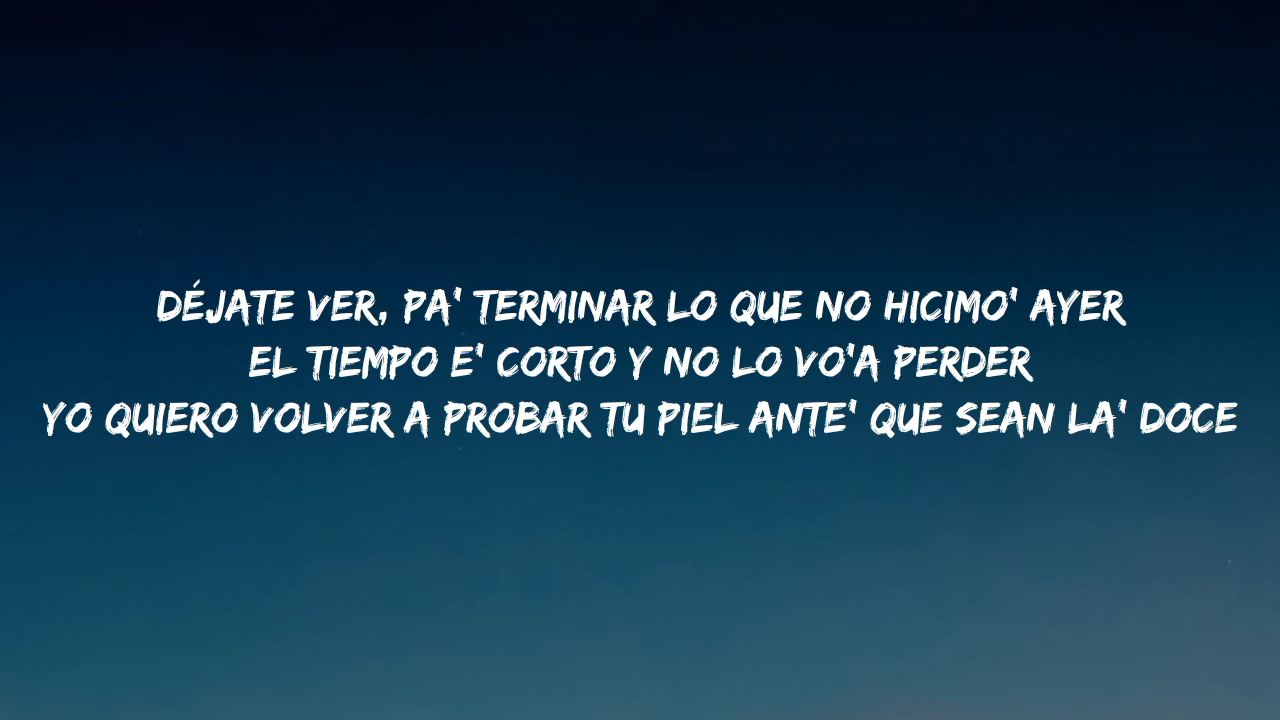 DÉJATE VER, PA' TERMINAR LO QUE NO HICIMO' AYER
EL TIEMPO E' CORTO Y NO LO VO'A PERDER
YO QUIERO VOLVER A PROBAR TU PIEL ANTE' QUE SEAN LA' DOCE